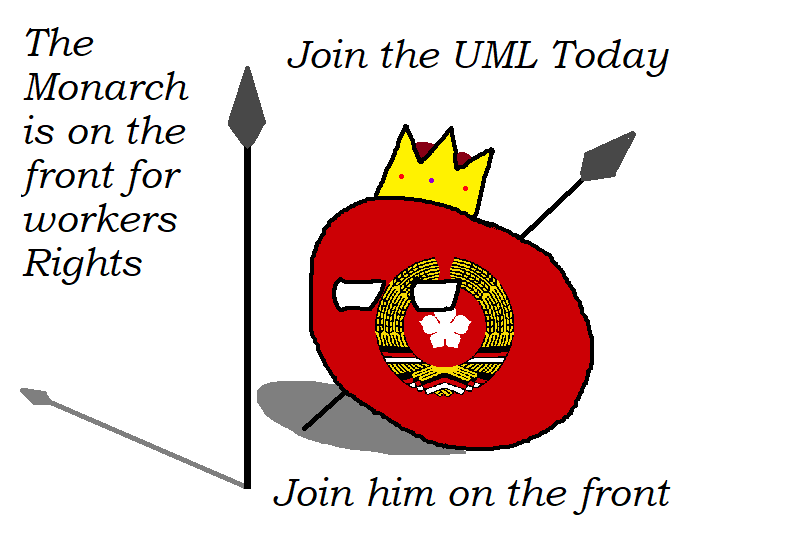 The
Monarch
is on the
front for
workers
Rights
Join the UML Today
Join him on the front